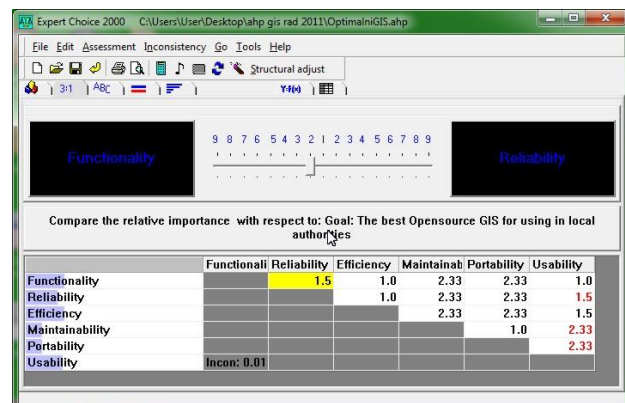 Expert Choice 2000 C:\Users\User\Desktop\ahp gis rad 2011\OptimalniGIS.ahp
File Edit Assessment Inconsistency Go Tools Help
Structural adjust
3:1 ABC Y-f(x)
9 8 7 6 5 4 3 2 1 2 3 4 5 6 7 8 9
Functionality Reliability
Compare the relative importance with respect to: Goal: The best Opensource GIS for using in local
authorities
Functionali Reliability Efficiency Maintainab Portability Usability
Functionality 1.5 1.0 2.33 2.33 1.0
Reliability 1.0 2.33 2.33 1.5
Efficiency 2.33 2.33 1.5
Maintainability 1.0 2.33
Portability 2.33
Usability Incon: 0.01